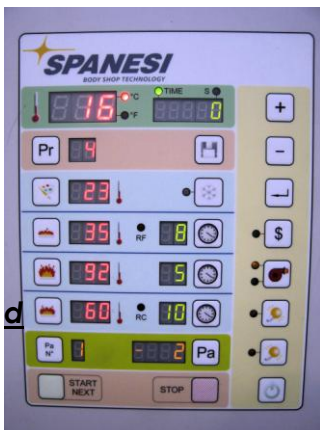 SPANESI
BODY SHOP TECHNOLOGY
16 °C °F TIME S 0
+
Pr 4
-
23
35 RF 8 $
92 5
d 60 RC 10
Pa N° 1 -2 Pa
START NEXT STOP